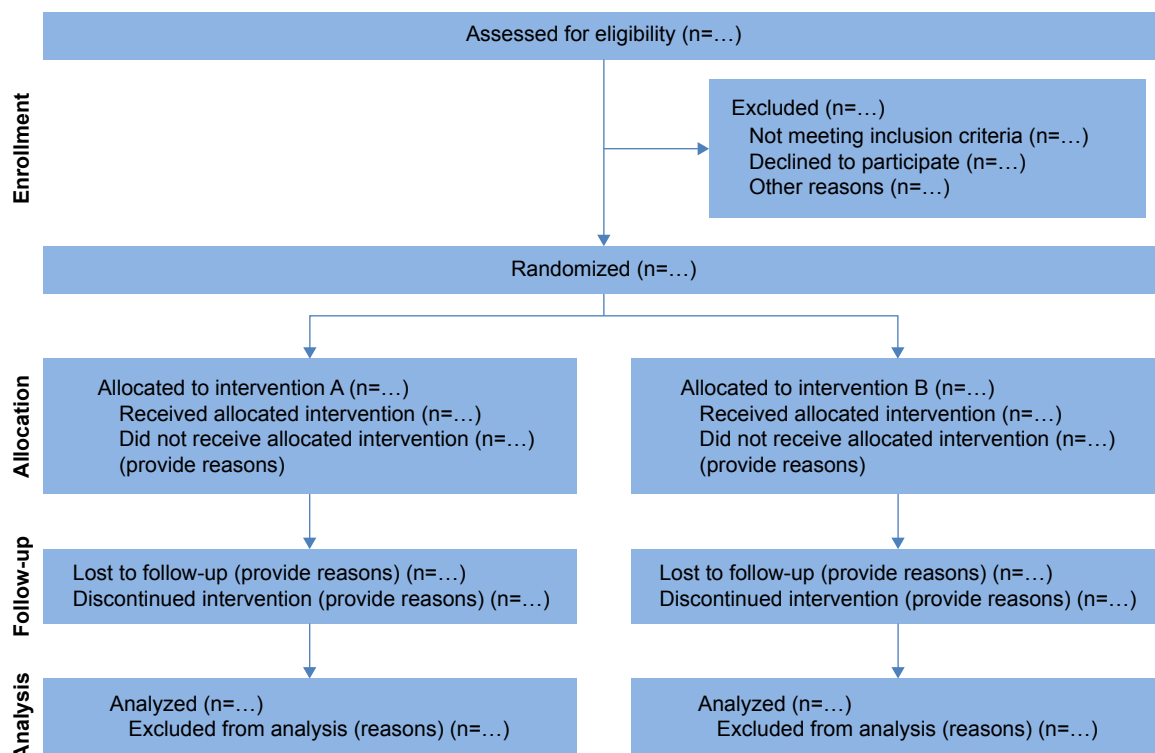 Assessed for eligibility (n=…)
Enrollment
Excluded (n=…)
Not meeting inclusion criteria (n=…)
Declined to participate (n=…)
Other reasons (n=…)
Randomized (n=…)
Allocation
Allocated to intervention A (n=…)
Received allocated intervention (n=…)
Did not receive allocated intervention (n=…)
(provide reasons)
Allocated to intervention B (n=…)
Received allocated intervention (n=…)
Did not receive allocated intervention (n=…)
(provide reasons)
Follow-up
Lost to follow-up (provide reasons) (n=…)
Discontinued intervention (provide reasons) (n=…)
Lost to follow-up (provide reasons) (n=…)
Discontinued intervention (provide reasons) (n=…)
Analysis
Analyzed (n=…)
Excluded from analysis (reasons) (n=…)
Analyzed (n=…)
Excluded from analysis (reasons) (n=…)